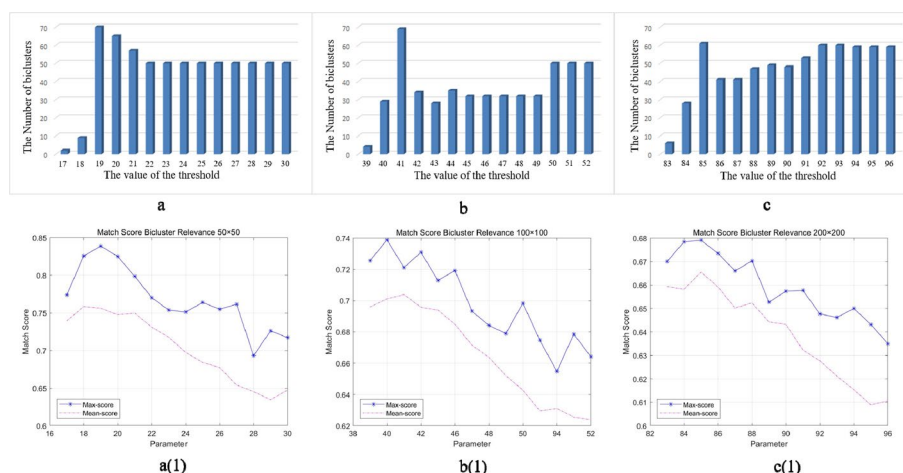 70
60
50
40
30
20
10
0
The Number of biclusters
17 18 19 20 21 22 23 24 25 26 27 28 29 30
The value of the threshold
a
70
60
50
40
30
20
10
0
The Number of biclusters
39 40 41 42 43 44 45 46 47 48 49 50 51 52
The value of the threshold
b
70
60
50
40
30
20
10
0
The Number of biclusters
83 84 85 86 87 88 89 90 91 92 93 94 95 96
The value of the threshold
c
Match Score Bicluster Relevance 50×50
0.85
0.8
0.75
0.7
0.65
0.6
Match Score
Max-score
Mean-score
16 18 20 22 24 26 28 30
Parameter
a(1)
Match Score Bicluster Relevance 100×100
0.74
0.72
0.7
0.68
0.66
0.64
0.62
Match Score
Max-score
Mean-score
38 40 42 46 48 50 94 52
Parameter
b(1)
Match Score Bicluster Relevance 200×200
0.68
0.67
0.66
0.65
0.64
0.63
0.62
0.61
0.6
Match Score
Max-score
Mean-score
82 84 86 88 90 92 94 96
Parameter
c(1)